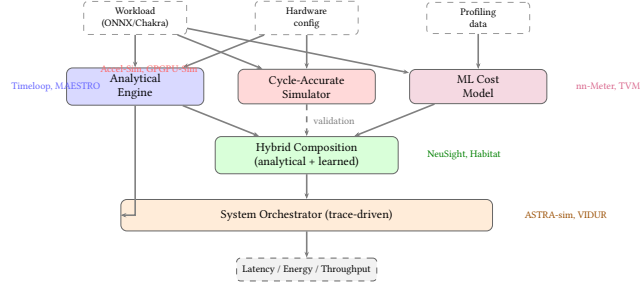 Workload
(ONNX/Chakra)
Hardware
config
Profiling
data
Accel-Sim, GPGPU-Sim
Timeloop, MAESTRO
Analytical
Engine
Cycle-Accurate
Simulator
ML Cost
Model
nn-Meter, TVM
validation
Hybrid Composition
(analytical + learned)
NeuSight, Habitat
System Orchestrator (trace-driven)
ASTRA-sim, VIDUR
Latency / Energy / Throughput